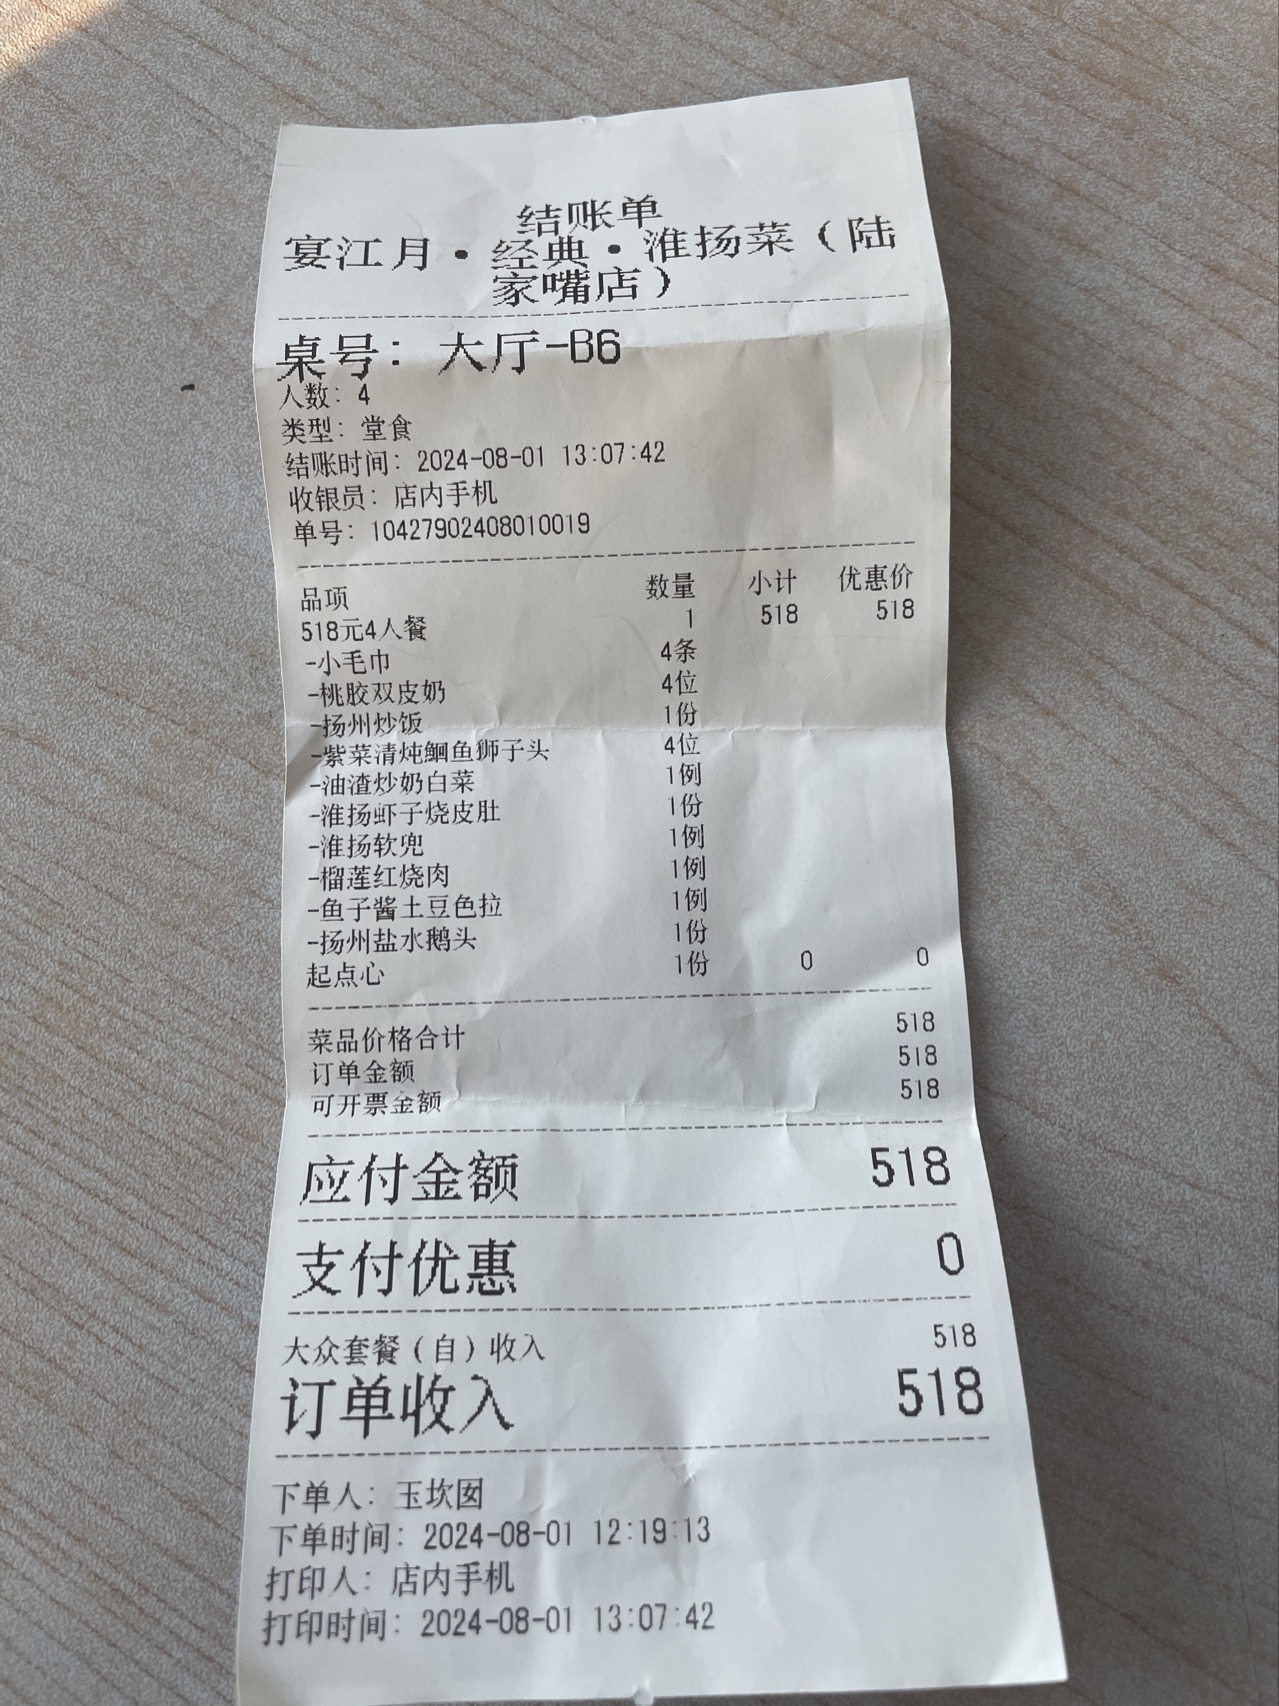 结账单
宴江月·经典·淮扬菜（陆
家嘴店）
桌号：大厅-B6
人数：4
类型：堂食
结账时间：2024-08-01 13:07:42
收银员：店内手机
单号：10427902408010019
品项 数量 小计 优惠价
518元4人餐 1 518 518
-小毛巾 4条
-桃胶双皮奶 4位
-扬州炒饭 1份
-紫菜清炖鮰鱼狮子头 4位
-油渣炒奶白菜 1例
-淮扬虾子烧皮肚 1份
-淮扬软兜 1例
-榴莲红烧肉 1例
-鱼子酱土豆色拉 1例
-扬州盐水鹅头 1份
起点心 1份 0 0
菜品价格合计 518
订单金额 518
可开票金额 518
应付金额 518
支付优惠 0
大众套餐（自）收入 518
订单收入 518
下单人：玉坎囡
下单时间：2024-08-01 12:19:13
打印人：店内手机
打印时间：2024-08-01 13:07:42